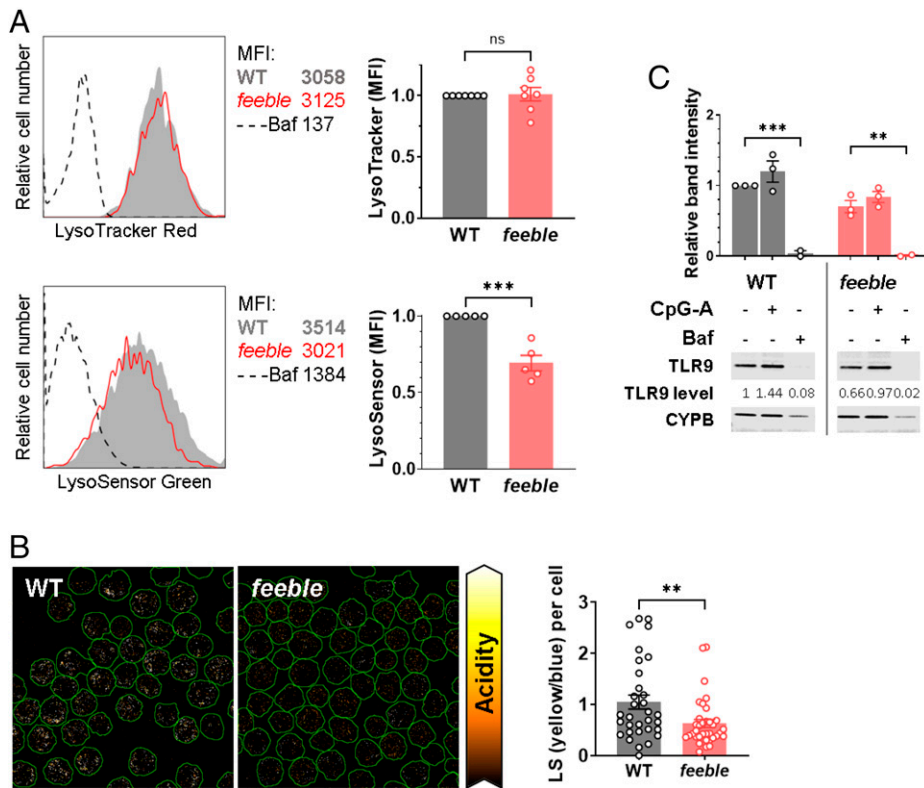 A
Relative cell number
LysoTracker Red
MFI:
WT 3058
feeble 3125
---Baf 137
LysoTracker (MFI)
1.0
0.5
0.0
ns
WT feeble
Relative cell number
LysoSensor Green
MFI:
WT 3514
feeble 3021
---Baf 1384
LysoSensor (MFI)
1.0
0.5
0.0
***
WT feeble
C
Relative band intensity
2
1
0
*** **
WT feeble
CpG-A - + - - + -
Baf - - + - - +
TLR9
TLR9 level 1 1.44 0.08 0.66 0.97 0.02
CYPB
B
WT
feeble
Acidity
LS (yellow/blue) per cell
3
2
1
0
**
WT feeble